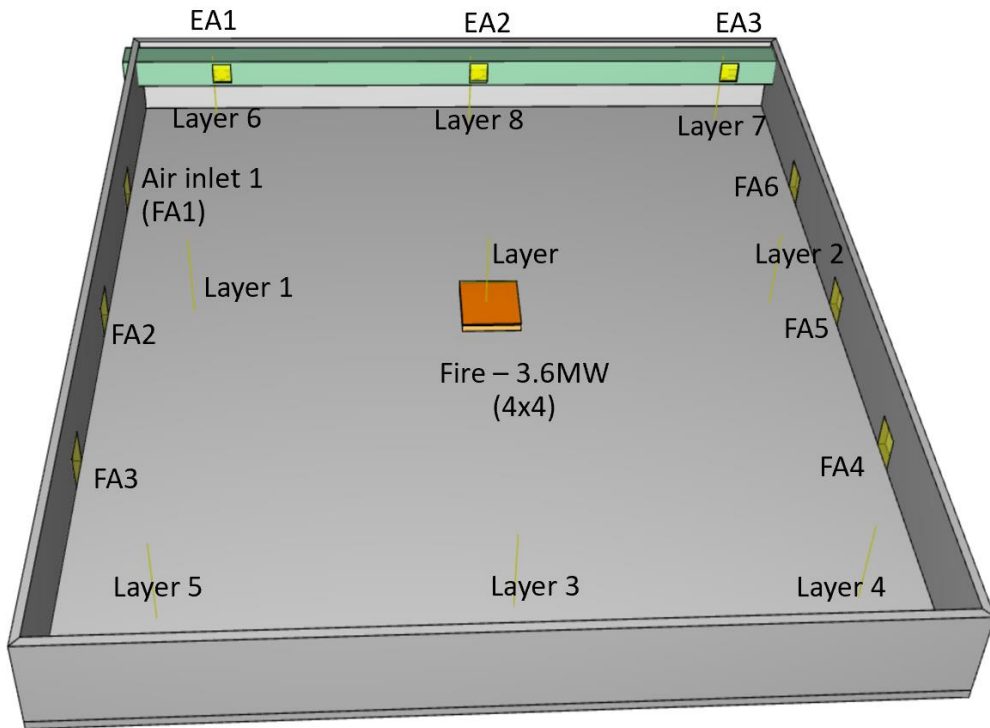 EA1
EA2
EA3
Layer 6
Layer 8
Layer 7
Air inlet 1
(FA1)
FA6
Layer 1
Layer
Layer 2
FA2
FA5
Fire – 3.6MW
(4x4)
FA3
FA4
Layer 5
Layer 3
Layer 4